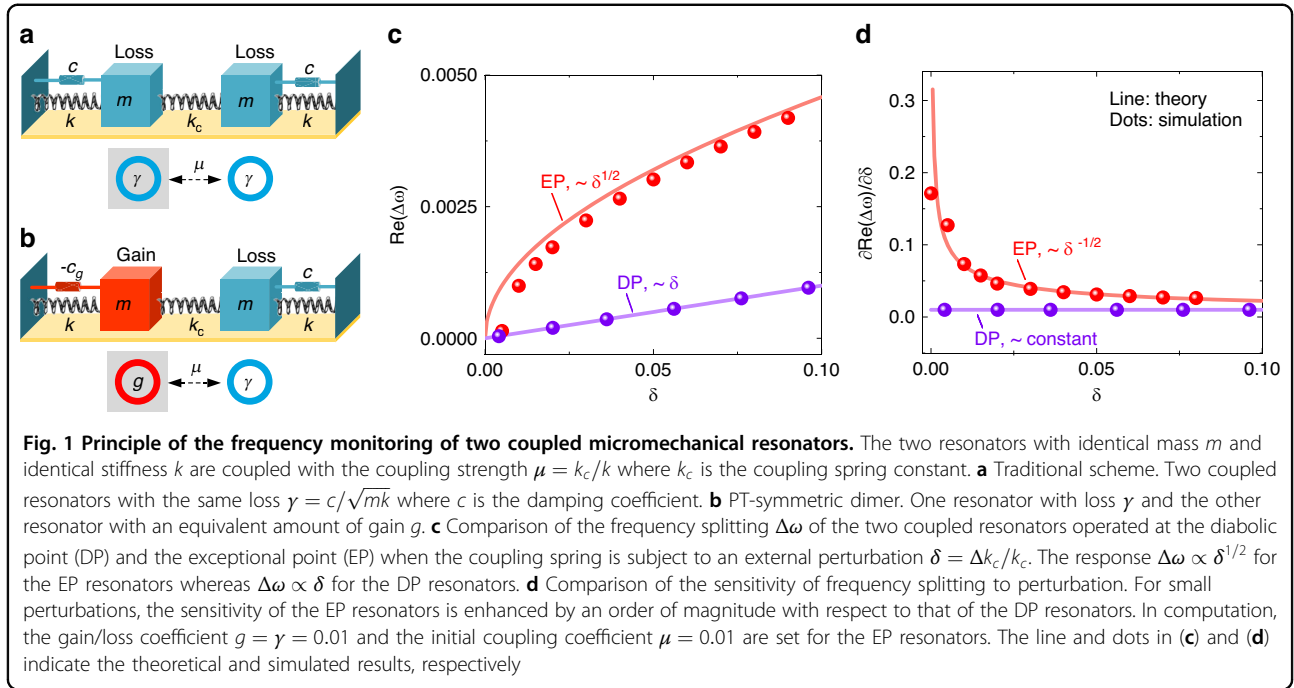 a
Loss
Loss
c
c
m
m
k
k_c
k
γ
μ
γ
b
Gain
Loss
-c_g
c
m
m
k
k_c
k
g
μ
γ
c
0.0050
0.0025
0.0000
Re(Δω)
EP, ~ δ^1/2
DP, ~ δ
0.00
0.05
0.10
δ
d
0.3
0.2
0.1
0.0
∂Re(Δω)/∂δ
Line: theory
Dots: simulation
EP, ~ δ^-1/2
DP, ~ constant
0.00
0.05
0.10
δ
Fig. 1 Principle of the frequency monitoring of two coupled micromechanical resonators. The two resonators with identical mass m and
identical stiffness k are coupled with the coupling strength μ = k_c/k where k_c is the coupling spring constant. a Traditional scheme. Two coupled
resonators with the same loss γ = c/√mk where c is the damping coefficient. b PT-symmetric dimer. One resonator with loss γ and the other
resonator with an equivalent amount of gain g. c Comparison of the frequency splitting Δω of the two coupled resonators operated at the diabolic
point (DP) and the exceptional point (EP) when the coupling spring is subject to an external perturbation δ = Δk_c/k_c. The response Δω ∝ δ^1/2 for
the EP resonators whereas Δω ∝ δ for the DP resonators. d Comparison of the sensitivity of frequency splitting to perturbation. For small
perturbations, the sensitivity of the EP resonators is enhanced by an order of magnitude with respect to that of the DP resonators. In computation,
the gain/loss coefficient g = γ = 0.01 and the initial coupling coefficient μ = 0.01 are set for the EP resonators. The line and dots in (c) and (d)
indicate the theoretical and simulated results, respectively